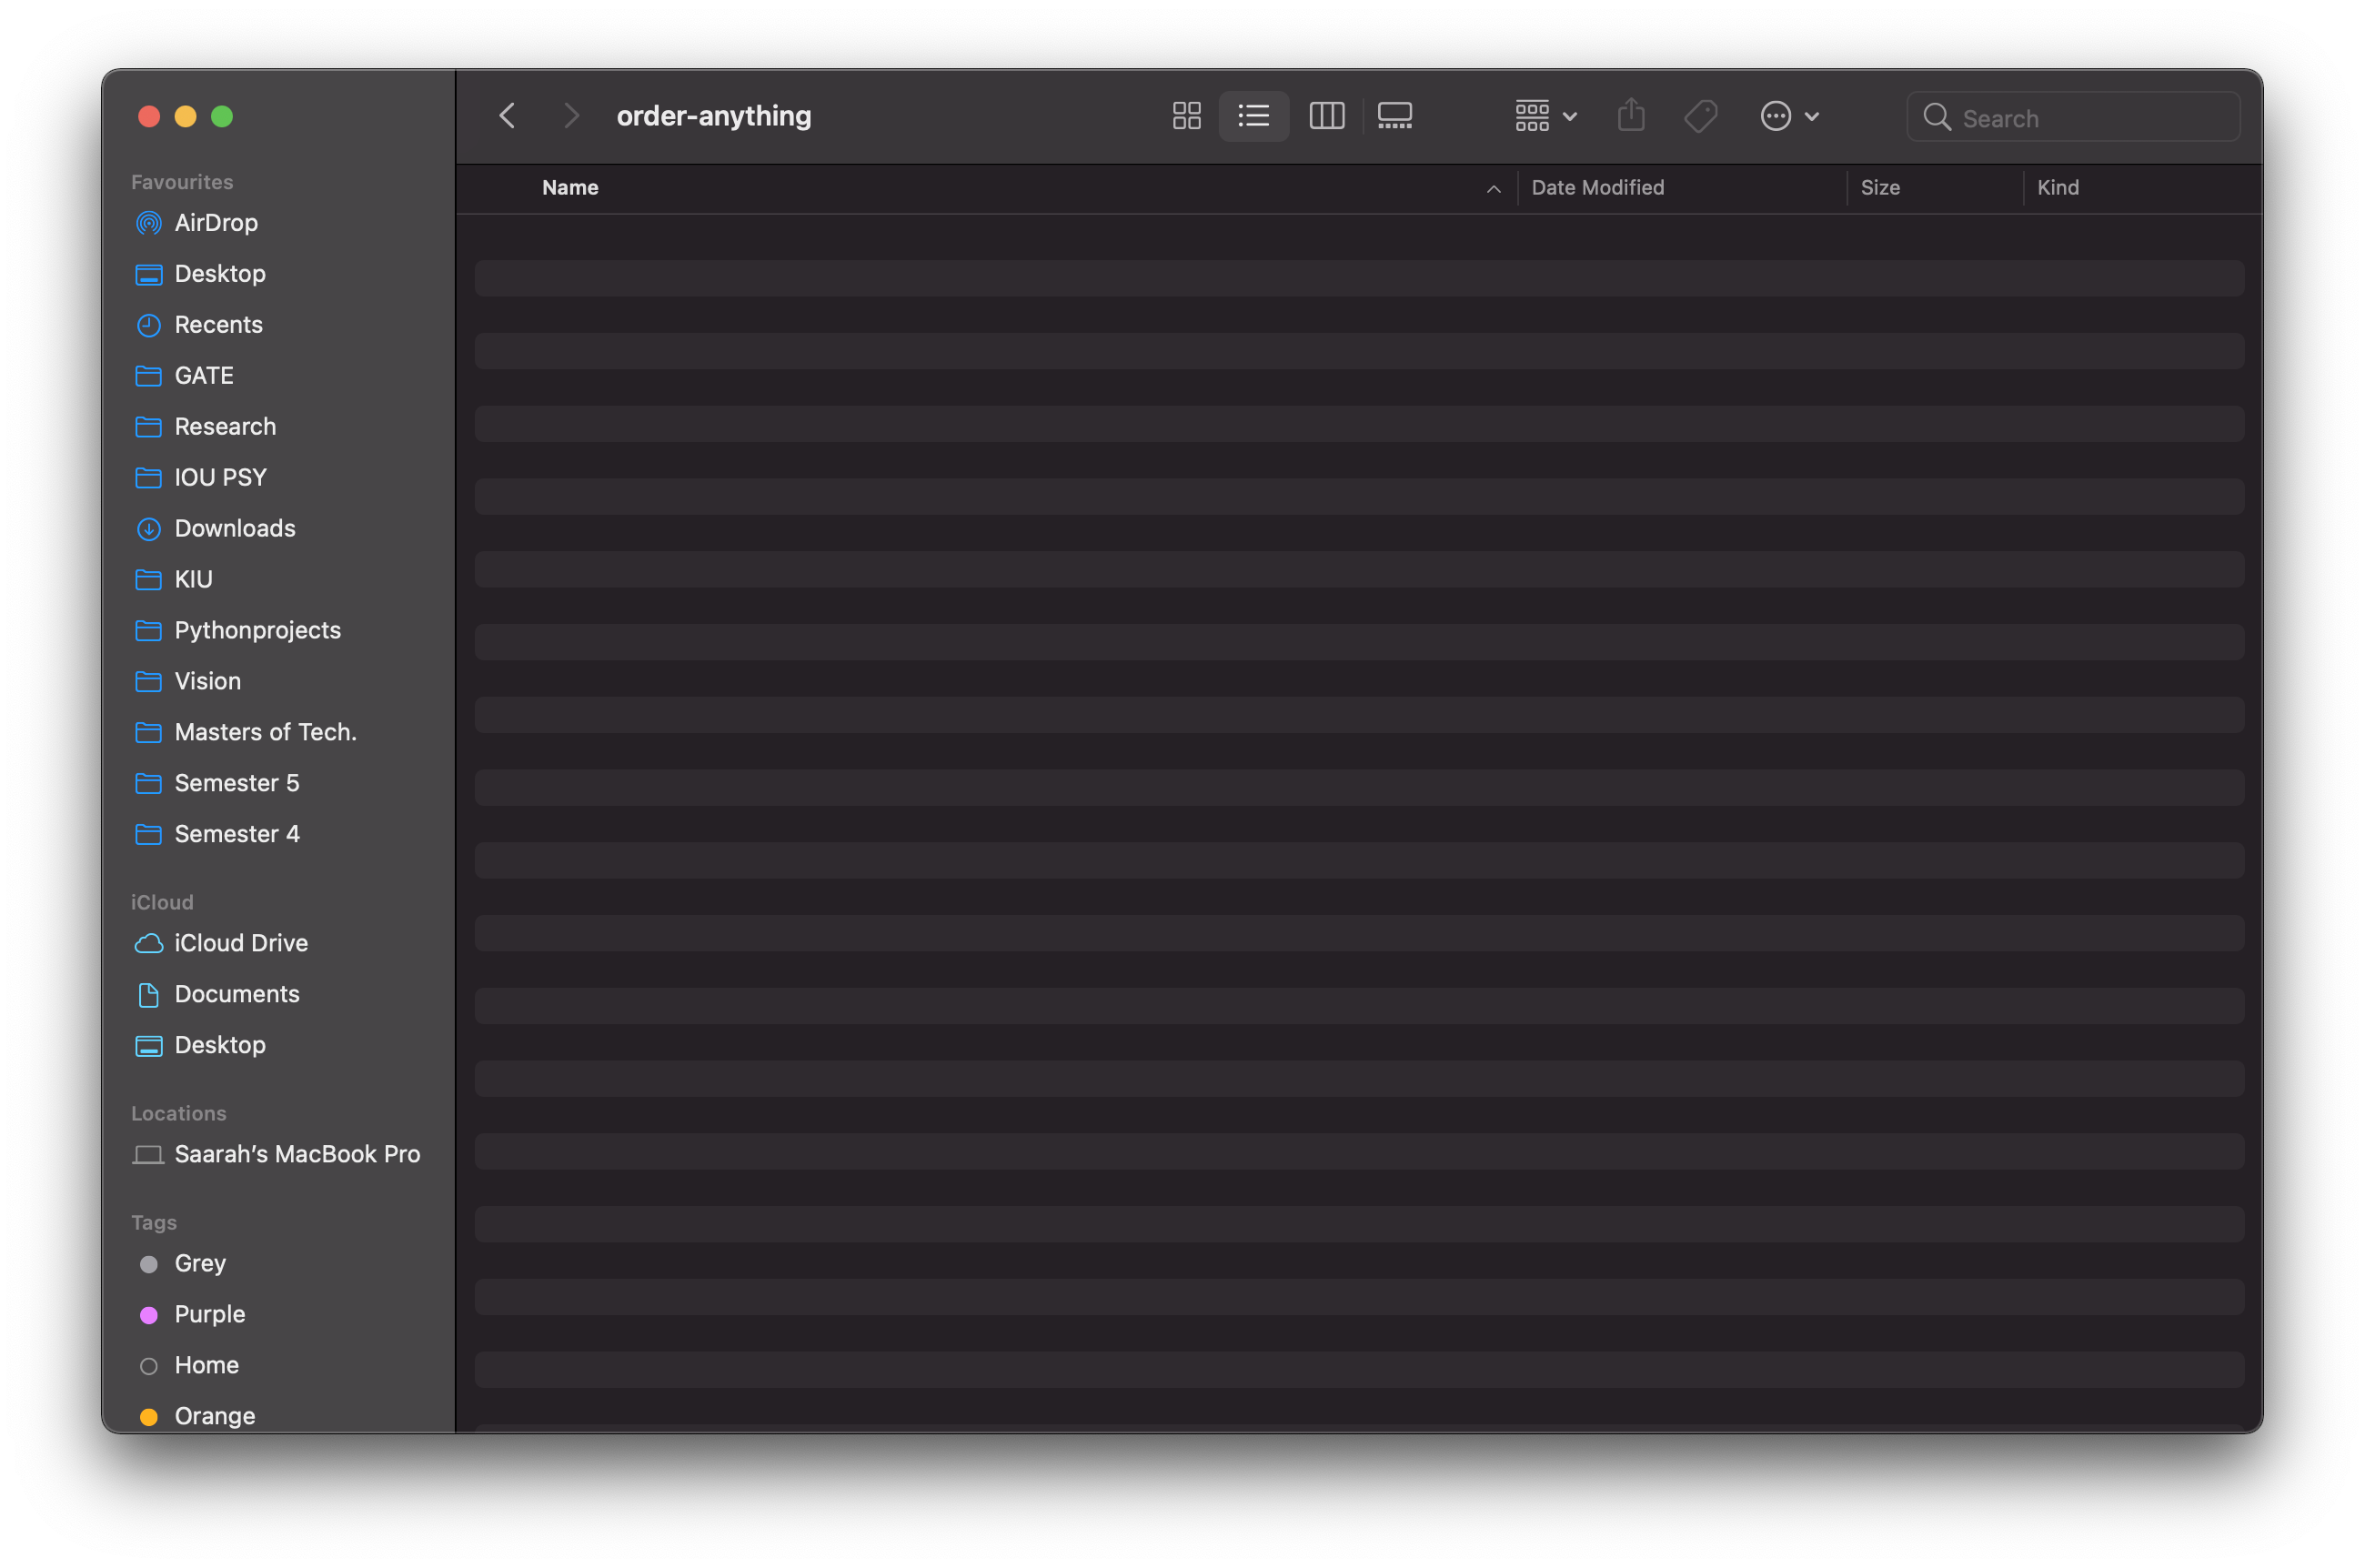 order-anything
Search
Name
Date Modified
Size
Kind
Favourites
AirDrop
Desktop
Recents
GATE
Research
IOU PSY
Downloads
KIU
Pythonprojects
Vision
Masters of Tech.
Semester 5
Semester 4
iCloud
iCloud Drive
Documents
Desktop
Locations
Saarah’s MacBook Pro
Tags
Grey
Purple
Home
Orange